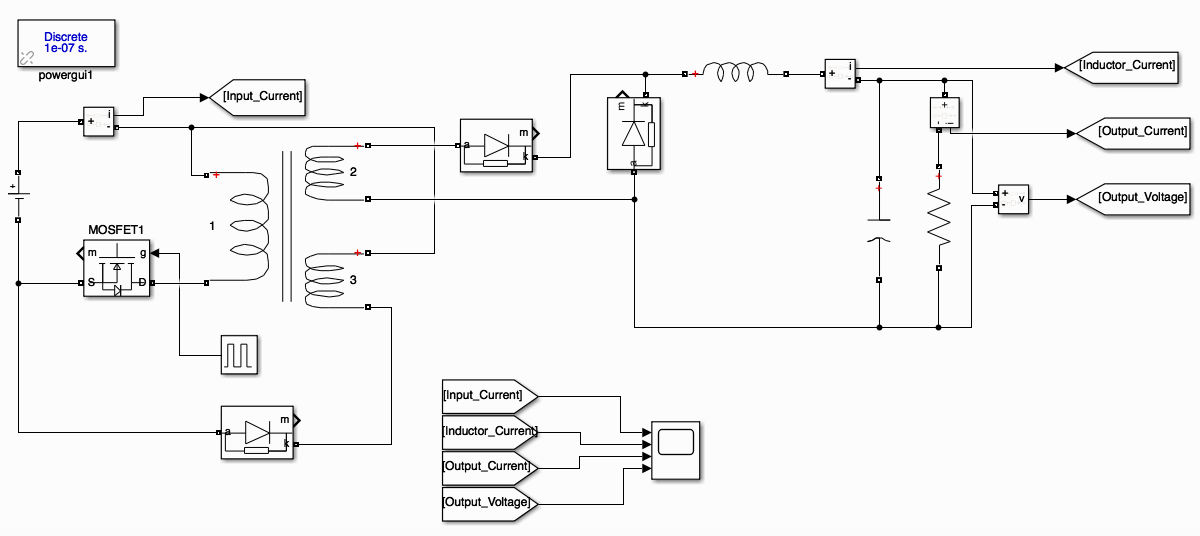 Discrete
1e-07 s.
powergui1
[Input_Current]
+
i
-
+
MOSFET1
m
g
S
D
1
+
+
2
+
3
a
m
k
m
k
a
+
+
i
-
[Inductor_Current]
+
-
i
[Output_Current]
+
+
+
-
v
[Output_Voltage]
a
m
k
[Input_Current]
[Inductor_Current]
[Output_Current]
[Output_Voltage]